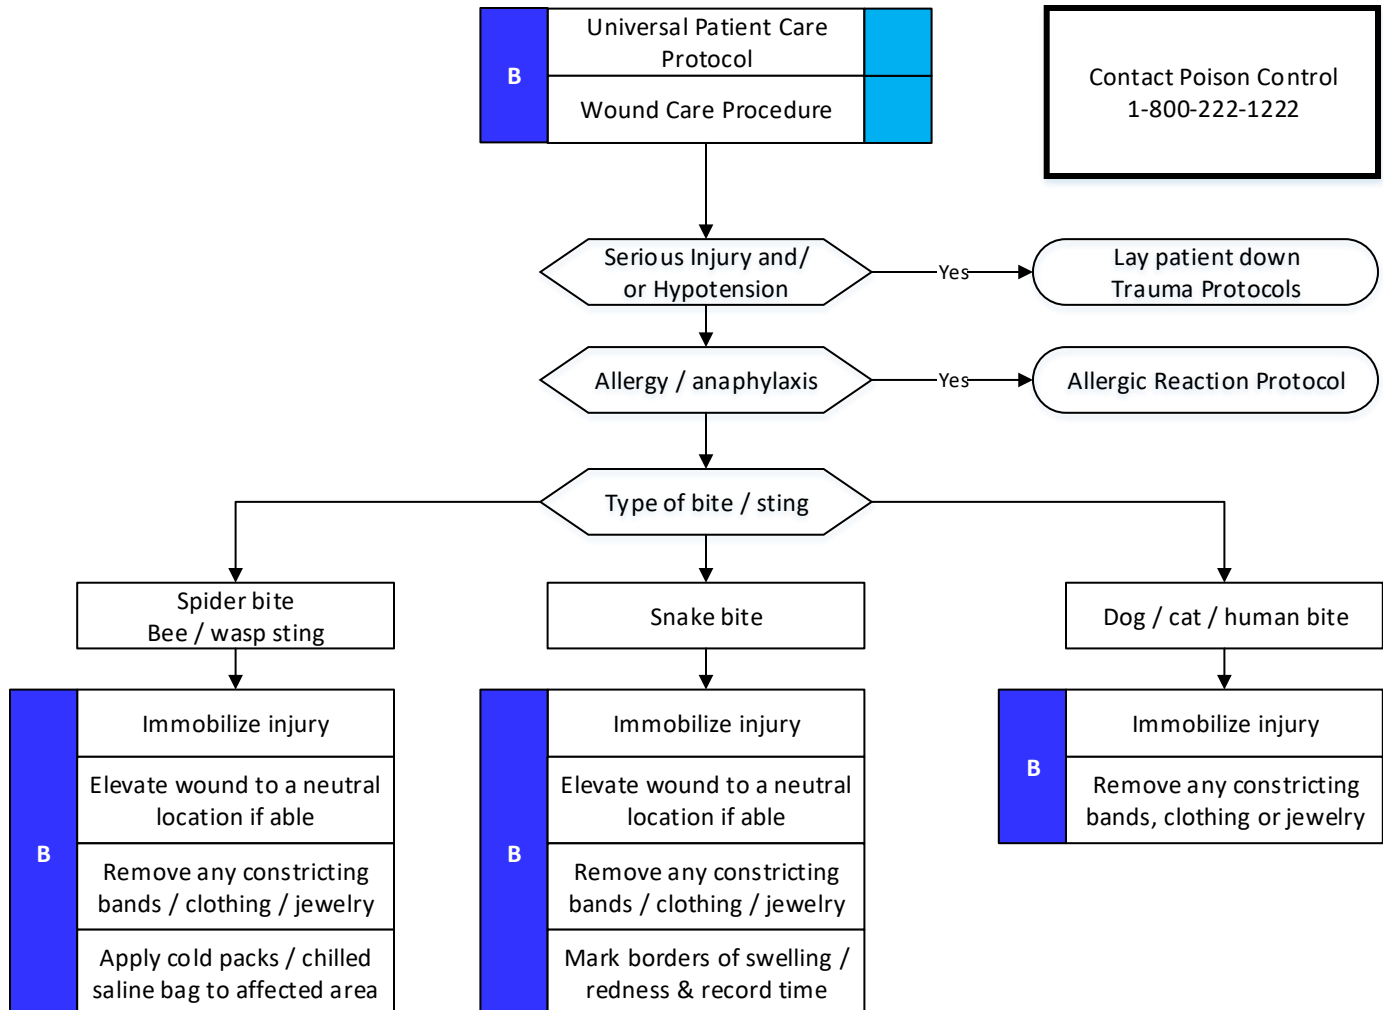 B
Universal Patient Care
Protocol
Wound Care Procedure
Contact Poison Control
1-800-222-1222
Serious Injury and/
or Hypotension
Yes
Lay patient down
Trauma Protocols
Allergy / anaphylaxis
Yes
Allergic Reaction Protocol
Type of bite / sting
Spider bite
Bee / wasp sting
B
Immobilize injury
Elevate wound to a neutral
location if able
Remove any constricting
bands / clothing / jewelry
Apply cold packs / chilled
saline bag to affected area
Snake bite
B
Immobilize injury
Elevate wound to a neutral
location if able
Remove any constricting
bands / clothing / jewelry
Mark borders of swelling /
redness & record time
Dog / cat / human bite
B
Immobilize injury
Remove any constricting
bands, clothing or jewelry